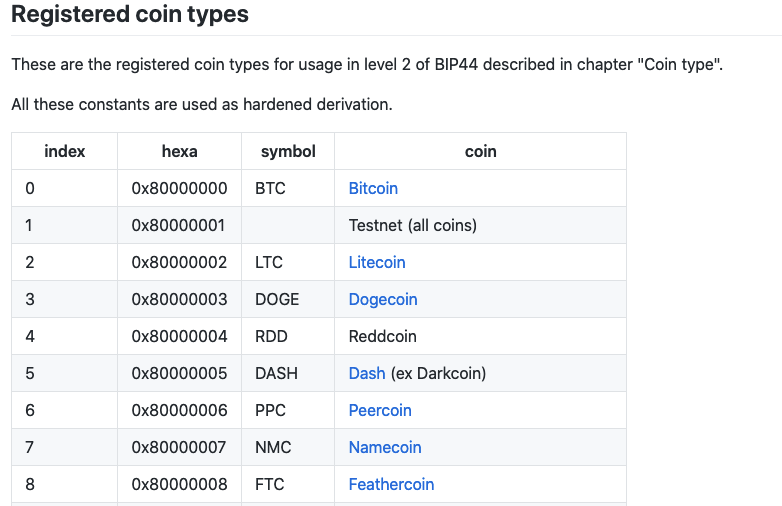 Registered coin types
These are the registered coin types for usage in level 2 of BIP44 described in chapter "Coin type".
All these constants are used as hardened derivation.
index hexa symbol coin
0 0x80000000 BTC Bitcoin
1 0x80000001 Testnet (all coins)
2 0x80000002 LTC Litecoin
3 0x80000003 DOGE Dogecoin
4 0x80000004 RDD Reddcoin
5 0x80000005 DASH Dash (ex Darkcoin)
6 0x80000006 PPC Peercoin
7 0x80000007 NMC Namecoin
8 0x80000008 FTC Feathercoin